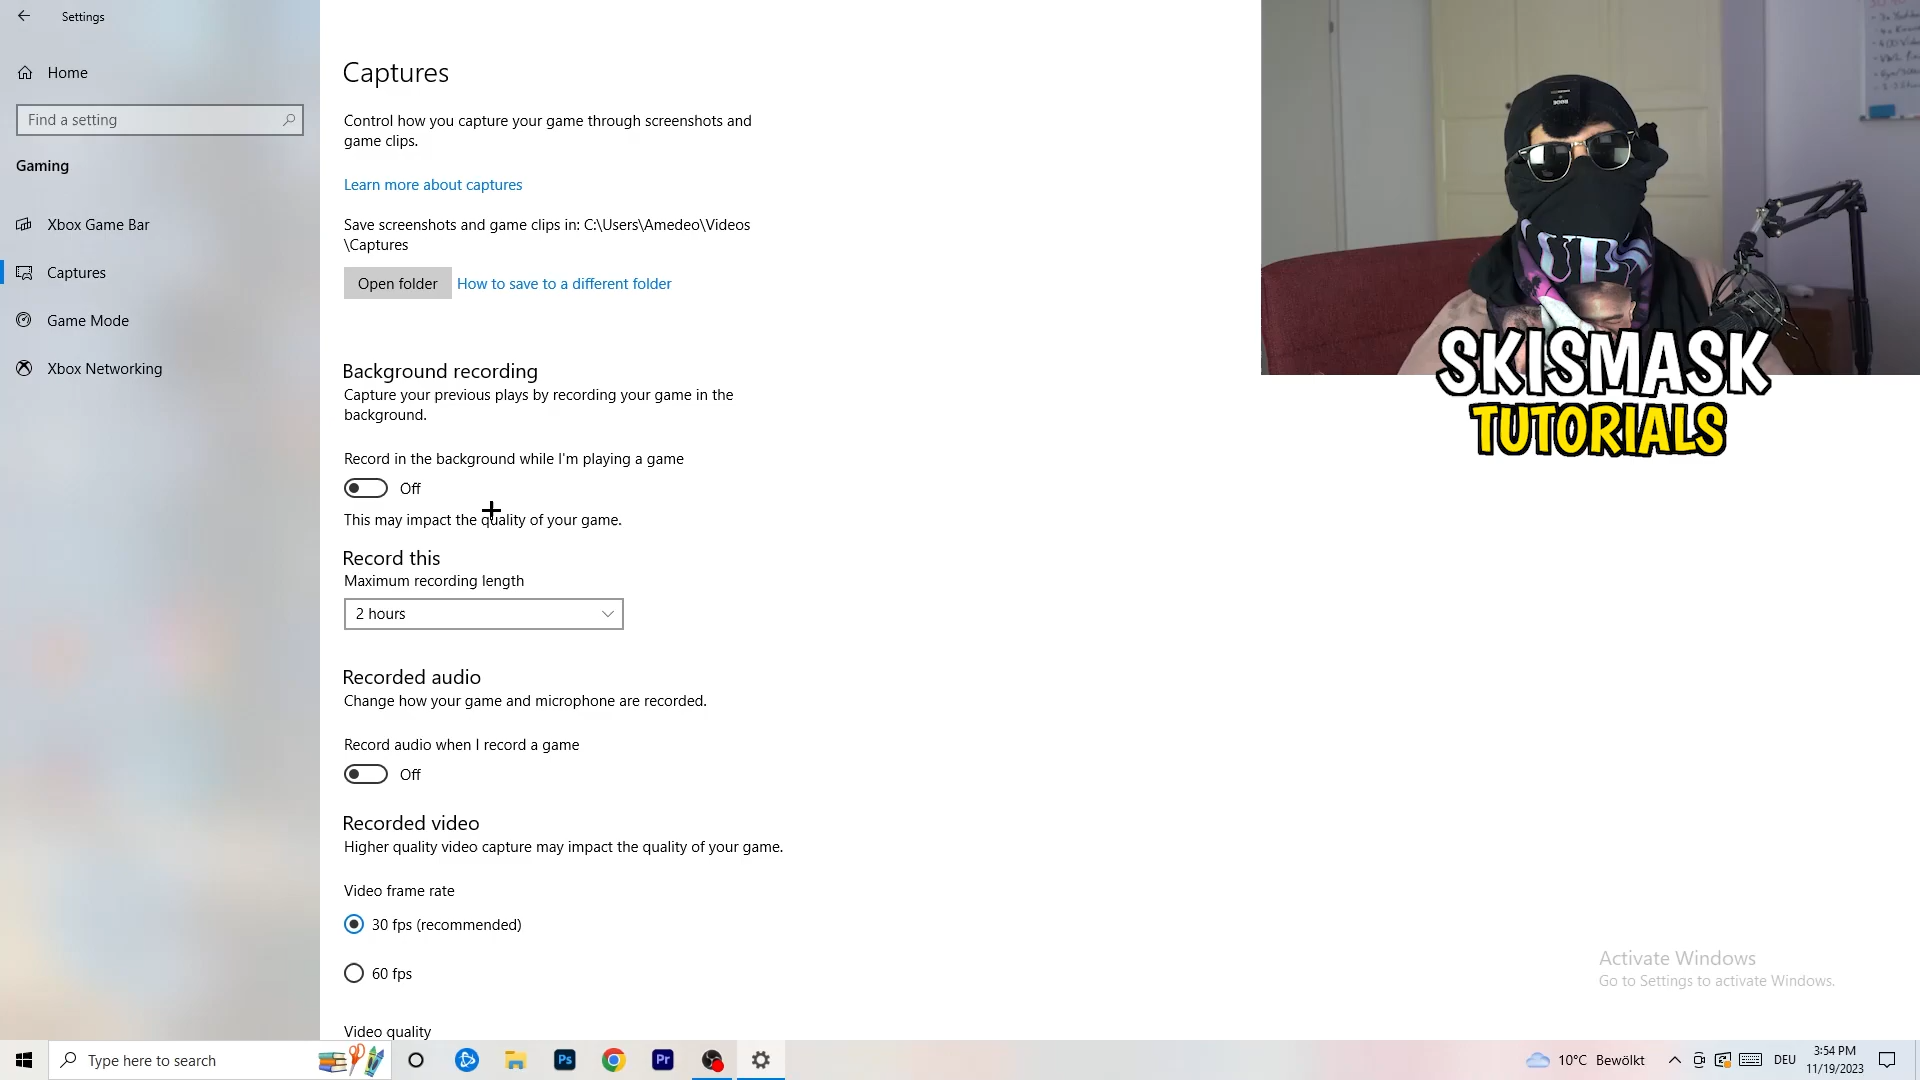 Settings
Home
Find a setting
Gaming
Xbox Game Bar
Captures
Game Mode
Xbox Networking
Captures
Control how you capture your game through screenshots and
game clips.
Learn more about captures
Save screenshots and game clips in: C:\Users\Amedeo\Videos
\Captures
Open folder
How to save to a different folder
Background recording
Capture your previous plays by recording your game in the
background.
Record in the background while I'm playing a game
Off
This may impact the quality of your game.
Record this
Maximum recording length
2 hours
Recorded audio
Change how your game and microphone are recorded.
Record audio when I record a game
Off
Recorded video
Higher quality video capture may impact the quality of your game.
Video frame rate
30 fps (recommended)
60 fps
Video quality
SKISMASK
TUTORIALS
Activate Windows
Go to Settings to activate Windows.
Type here to search
Ps
Pr
10°C Bewölkt
DEU
3:54 PM
11/19/2023